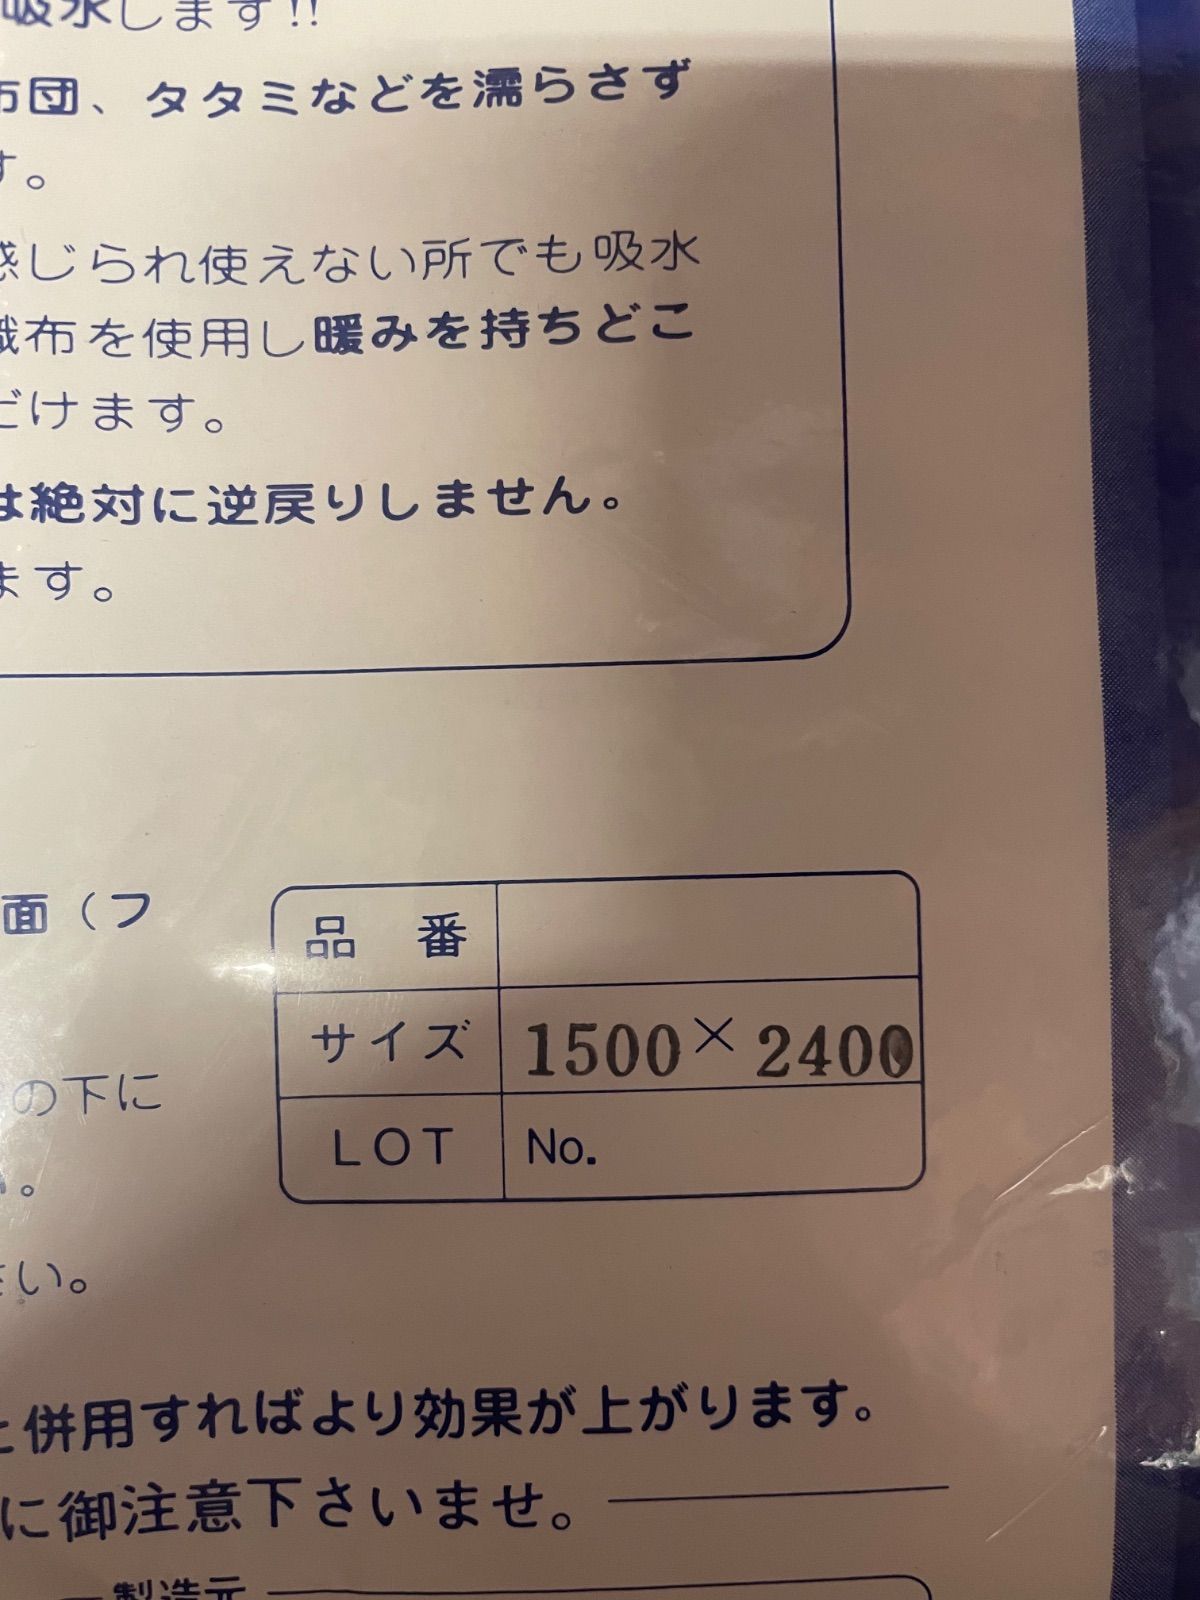 吸水します!!
布団、タタミなどを濡らさず
す。
感じられ使えない所でも吸水
織布を使用し暖みを持ちどこ
だけます。
は絶対に逆戻りしません。
ます。
面（フ
品番
サイズ 1500×2400
の下に
LOT No.
い。
さい。
と併用すればより効果が上がります。
に御注意下さいませ。
製造元